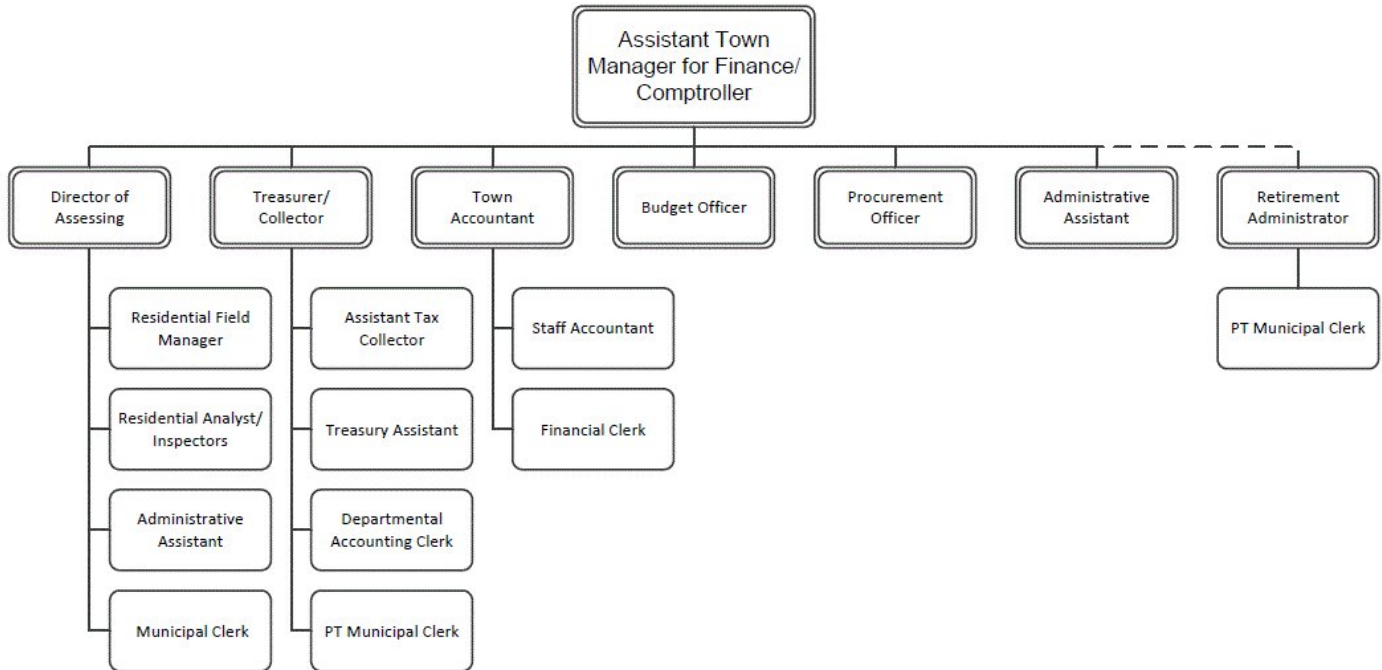 Assistant Town
Manager for Finance/
Comptroller
Director of
Assessing
Treasurer/
Collector
Town
Accountant
Budget Officer
Procurement
Officer
Administrative
Assistant
Retirement
Administrator
Residential Field
Manager
Assistant Tax
Collector
Staff Accountant
PT Municipal Clerk
Residential Analyst/
Inspectors
Treasury Assistant
Financial Clerk
Administrative
Assistant
Departmental
Accounting Clerk
Municipal Clerk
PT Municipal Clerk